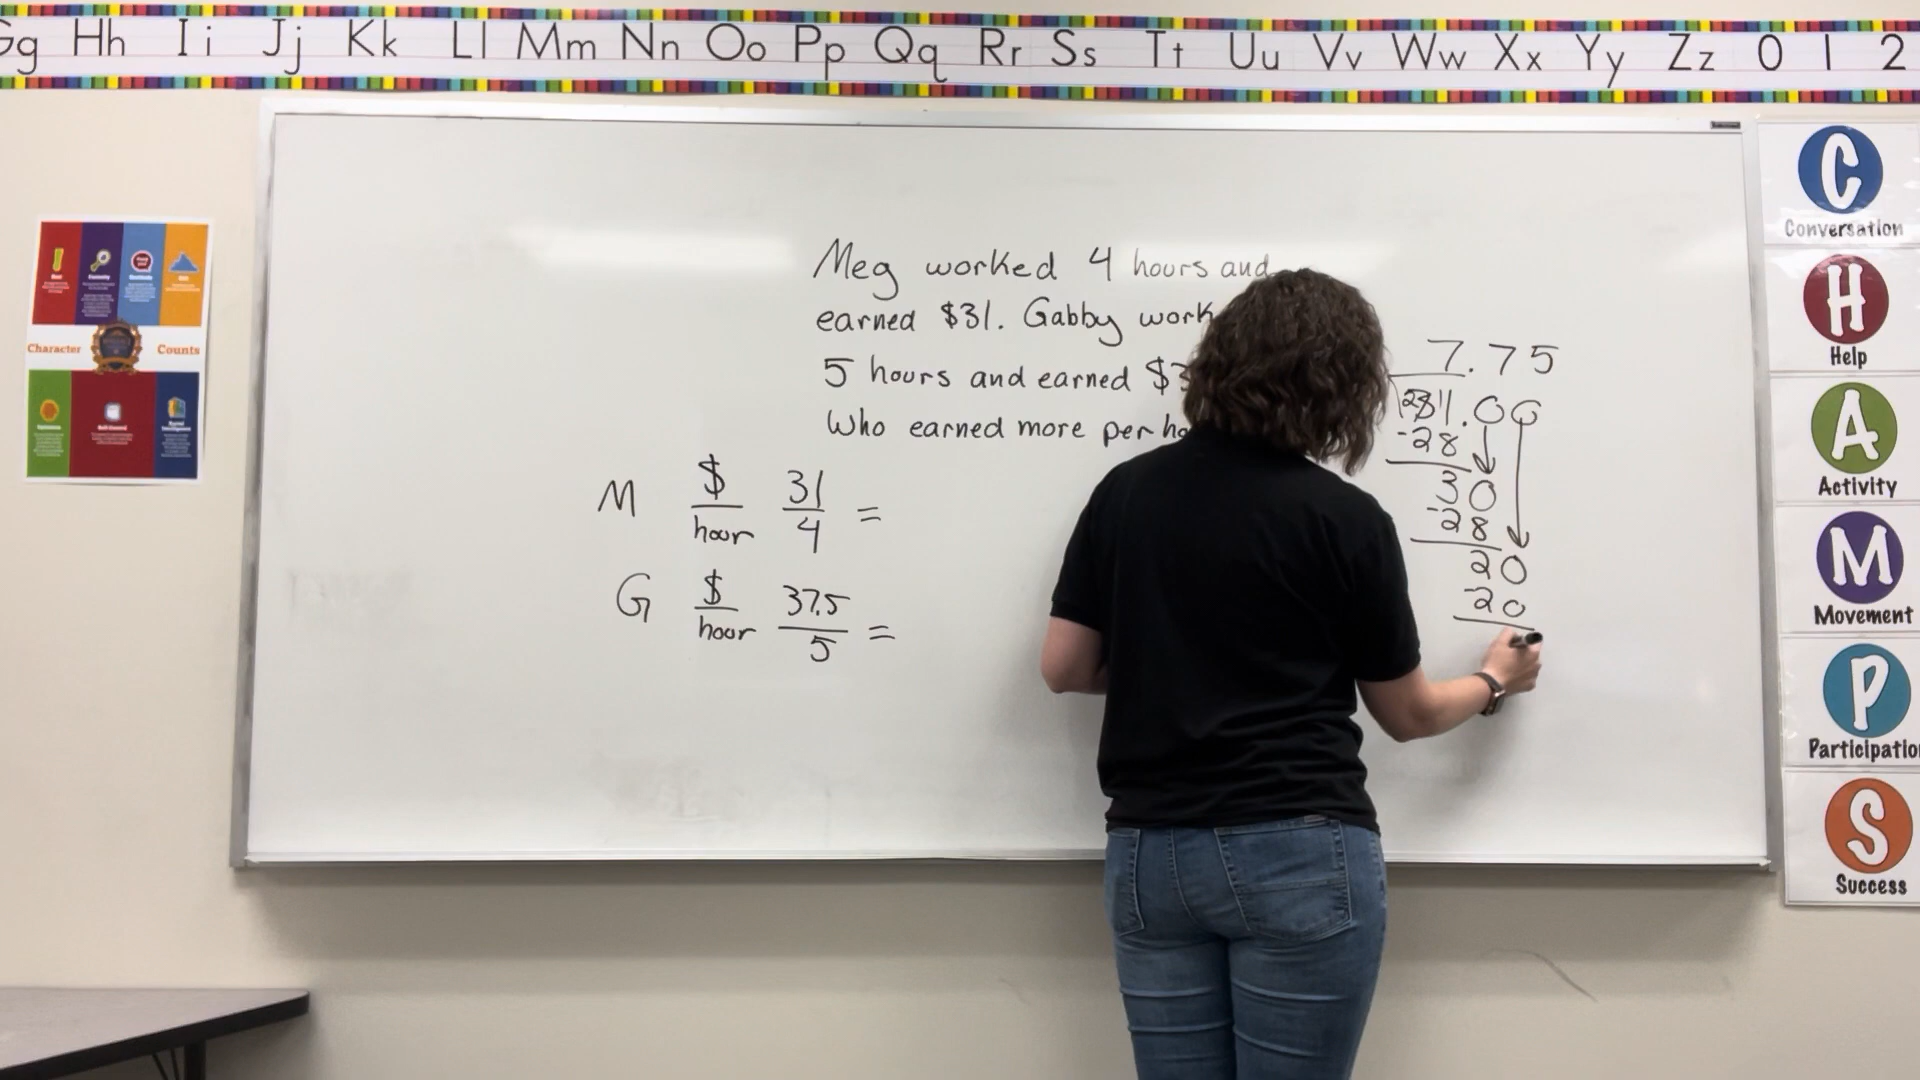 Gg Hh Ii Jj Kk Ll Mm Nn Oo Pp Qq Rr Ss Tt Uu Vv Ww Xx Yy Zz 0 1 2
Character Counts
Meg worked 4 hours and
earned $31. Gabby work
5 hours and earned $3
Who earned more per ho
M $/hour 31/4 =
G $/hour 37.5/5 =
7.75
31.00
-28
30
-28
20
-20
C
Conversation
H
Help
A
Activity
M
Movement
P
Participatio
S
Success